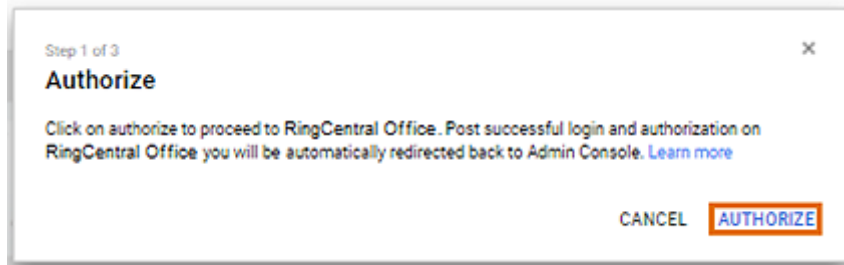 Step 1 of 3
Authorize
Click on authorize to proceed to RingCentral Office. Post successful login and authorization on
RingCentral Office you will be automatically redirected back to Admin Console. Learn more
CANCEL AUTHORIZE